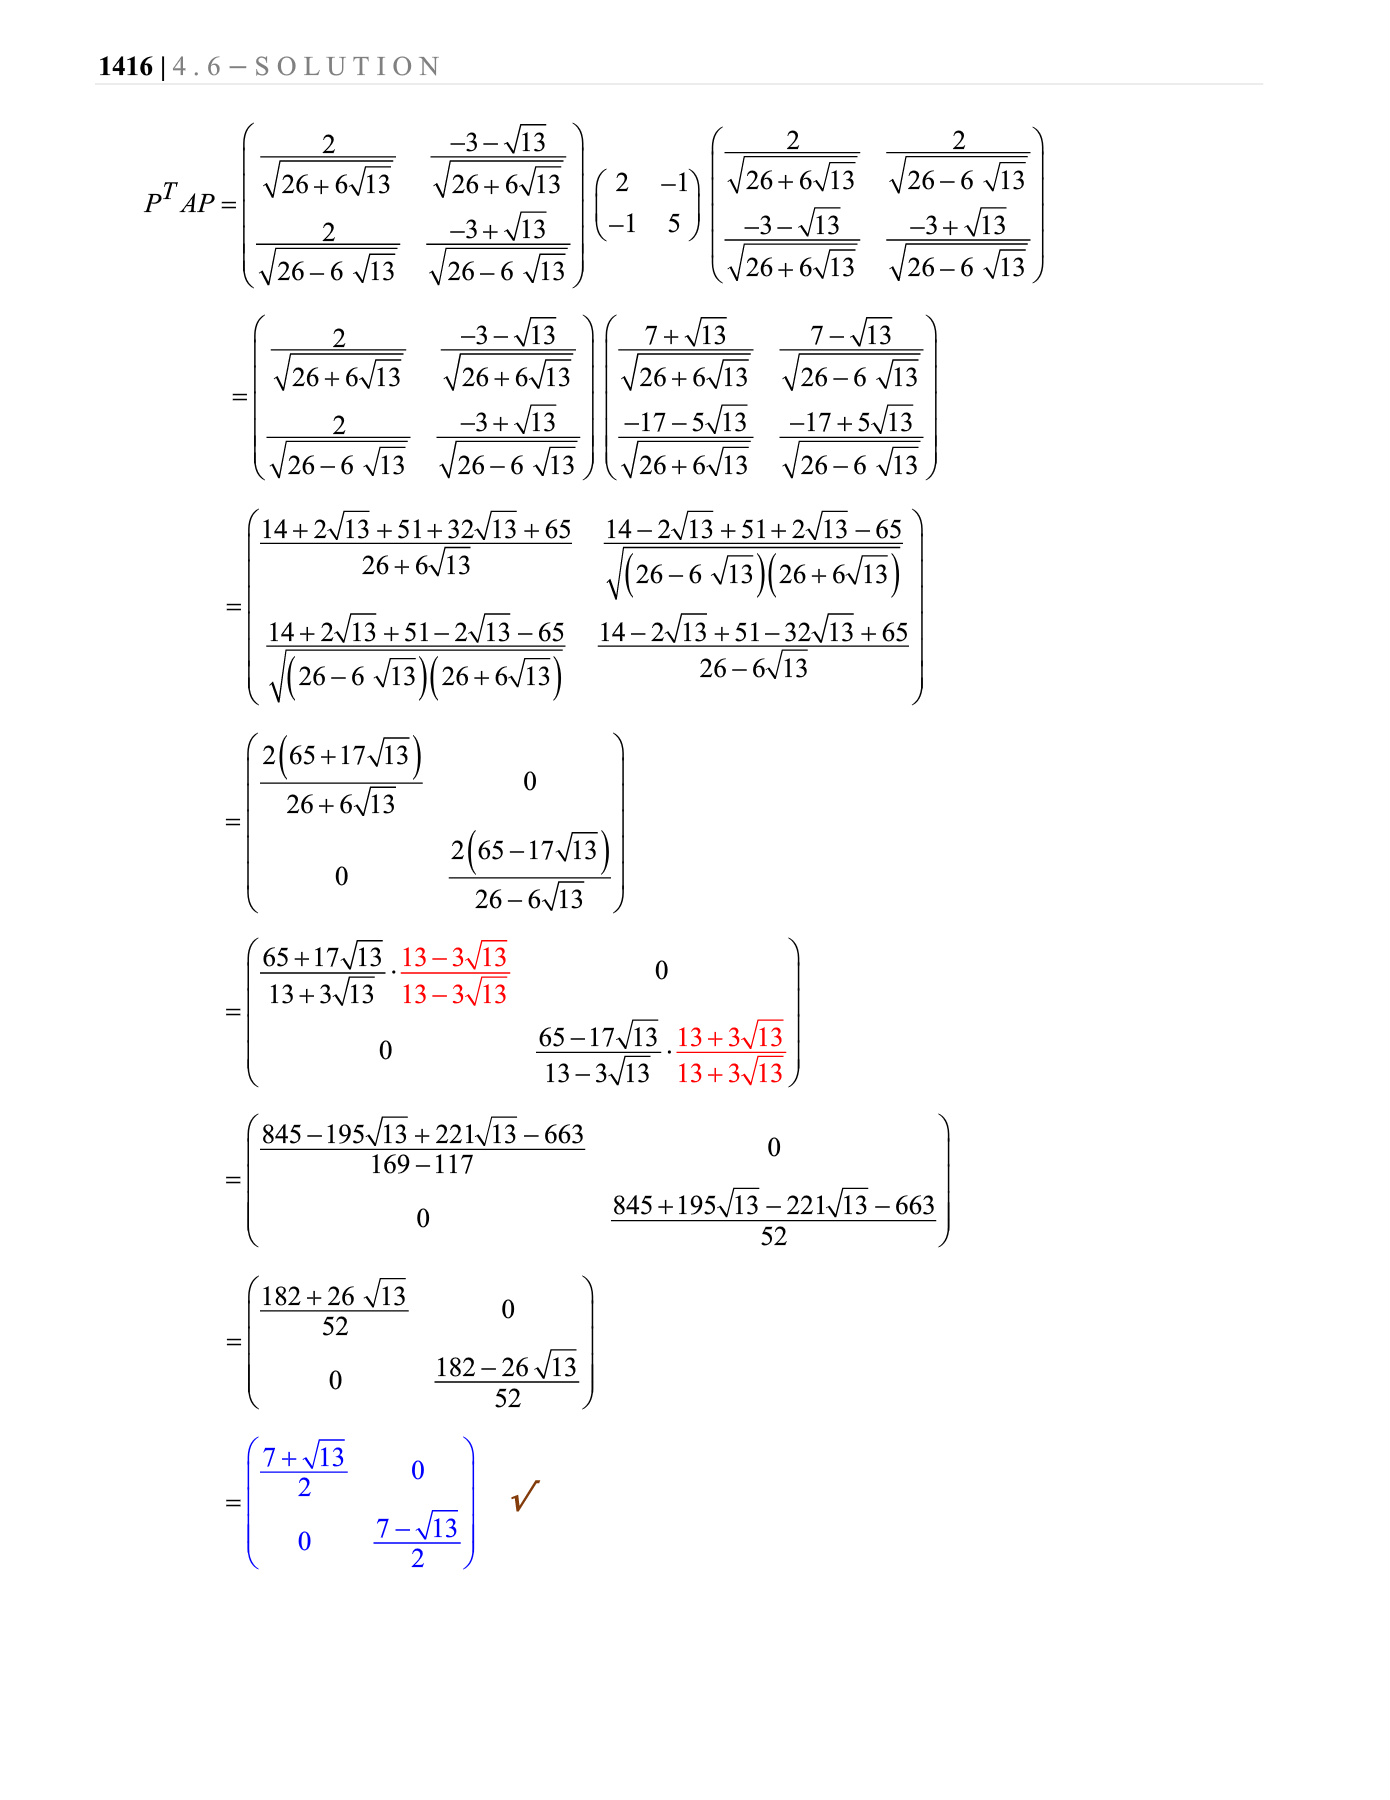 1416 | 4.6 – SOLUTION
$P^T AP = \begin{pmatrix} \frac{2}{\sqrt{26+6\sqrt{13}}} & \frac{-3-\sqrt{13}}{\sqrt{26+6\sqrt{13}}} \\ \frac{2}{\sqrt{26-6\sqrt{13}}} & \frac{-3+\sqrt{13}}{\sqrt{26-6\sqrt{13}}} \end{pmatrix} \begin{pmatrix} 2 & -1 \\ -1 & 5 \end{pmatrix} \begin{pmatrix} \frac{2}{\sqrt{26+6\sqrt{13}}} & \frac{2}{\sqrt{26-6\sqrt{13}}} \\ \frac{-3-\sqrt{13}}{\sqrt{26+6\sqrt{13}}} & \frac{-3+\sqrt{13}}{\sqrt{26-6\sqrt{13}}} \end{pmatrix}$
$= \begin{pmatrix} \frac{2}{\sqrt{26+6\sqrt{13}}} & \frac{-3-\sqrt{13}}{\sqrt{26+6\sqrt{13}}} \\ \frac{2}{\sqrt{26-6\sqrt{13}}} & \frac{-3+\sqrt{13}}{\sqrt{26-6\sqrt{13}}} \end{pmatrix} \begin{pmatrix} \frac{7+\sqrt{13}}{\sqrt{26+6\sqrt{13}}} & \frac{7-\sqrt{13}}{\sqrt{26-6\sqrt{13}}} \\ \frac{-17-5\sqrt{13}}{\sqrt{26+6\sqrt{13}}} & \frac{-17+5\sqrt{13}}{\sqrt{26-6\sqrt{13}}} \end{pmatrix}$
$= \begin{pmatrix} \frac{14+2\sqrt{13}+51+32\sqrt{13}+65}{26+6\sqrt{13}} & \frac{14-2\sqrt{13}+51+2\sqrt{13}-65}{\sqrt{(26-6\sqrt{13})(26+6\sqrt{13})}} \\ \frac{14+2\sqrt{13}+51-2\sqrt{13}-65}{\sqrt{(26-6\sqrt{13})(26+6\sqrt{13})}} & \frac{14-2\sqrt{13}+51-32\sqrt{13}+65}{26-6\sqrt{13}} \end{pmatrix}$
$= \begin{pmatrix} \frac{2(65+17\sqrt{13})}{26+6\sqrt{13}} & 0 \\ 0 & \frac{2(65-17\sqrt{13})}{26-6\sqrt{13}} \end{pmatrix}$
$= \begin{pmatrix} \frac{65+17\sqrt{13}}{13+3\sqrt{13}} \cdot \frac{13-3\sqrt{13}}{13-3\sqrt{13}} & 0 \\ 0 & \frac{65-17\sqrt{13}}{13-3\sqrt{13}} \cdot \frac{13+3\sqrt{13}}{13+3\sqrt{13}} \end{pmatrix}$
$= \begin{pmatrix} \frac{845-195\sqrt{13}+221\sqrt{13}-663}{169-117} & 0 \\ 0 & \frac{845+195\sqrt{13}-221\sqrt{13}-663}{52} \end{pmatrix}$
$= \begin{pmatrix} \frac{182+26\sqrt{13}}{52} & 0 \\ 0 & \frac{182-26\sqrt{13}}{52} \end{pmatrix}$
$= \begin{pmatrix} \frac{7+\sqrt{13}}{2} & 0 \\ 0 & \frac{7-\sqrt{13}}{2} \end{pmatrix}$ √